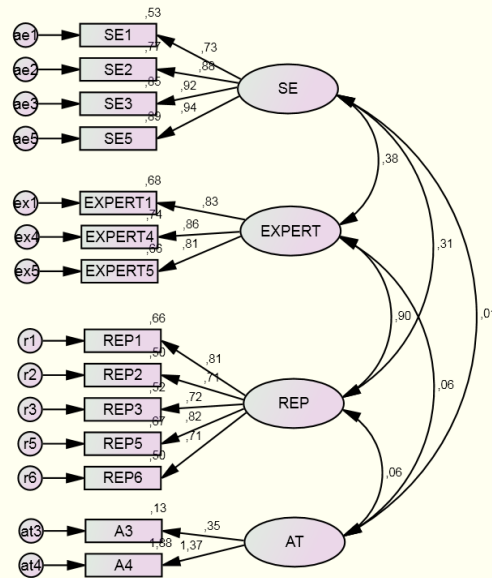 ,53
ae1 SE1 ,73
,77
ae2 SE2 ,88
SE
,85
ae3 SE3 ,92
,89
ae5 SE5 ,94
,38
,68
ex1 EXPERT1 ,83
,74
ex4 EXPERT4 ,86
EXPERT
,66
ex5 EXPERT5 ,81
,31
,90
,66
r1 REP1 ,81
,50
r2 REP2 ,71
,52
r3 REP3 ,72
REP
,67
r5 REP5 ,82
,50
r6 REP6 ,71
,06
,06
,13
at3 A3 ,35
AT
1,88
at4 A4 1,37